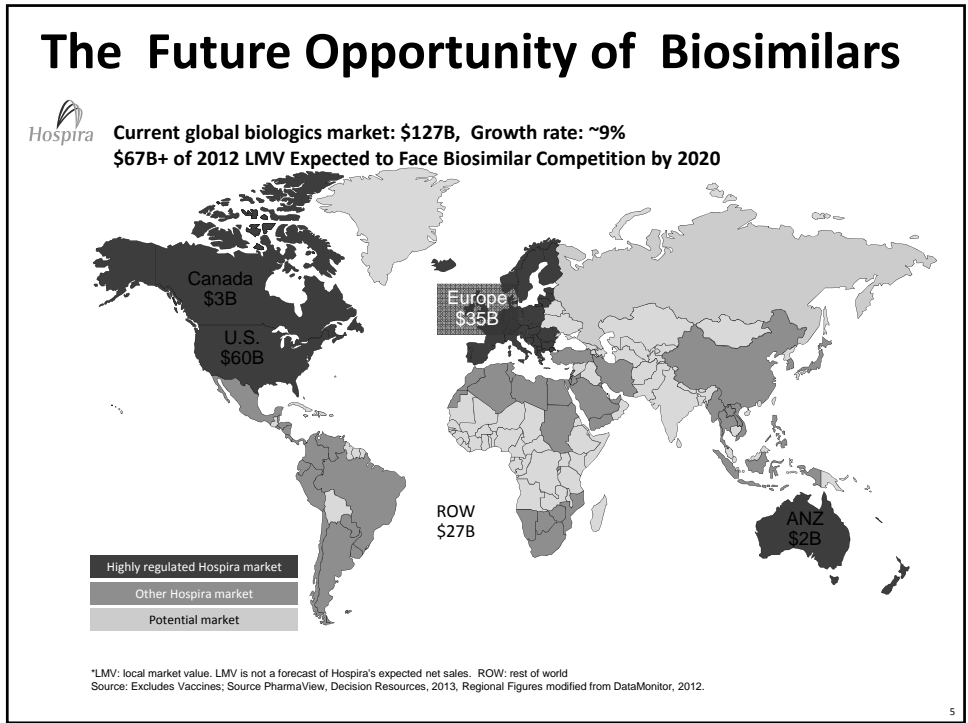 The Future Opportunity of Biosimilars
Hospira
Current global biologics market: $127B, Growth rate: ~9%
$67B+ of 2012 LMV Expected to Face Biosimilar Competition by 2020
Canada
$3B
Europe
$35B
U.S.
$60B
ROW
$27B
ANZ
$2B
Highly regulated Hospira market
Other Hospira market
Potential market
*LMV: local market value. LMV is not a forecast of Hospira's expected net sales. ROW: rest of world
Source: Excludes Vaccines; Source PharmaView, Decision Resources, 2013, Regional Figures modified from DataMonitor, 2012.
5